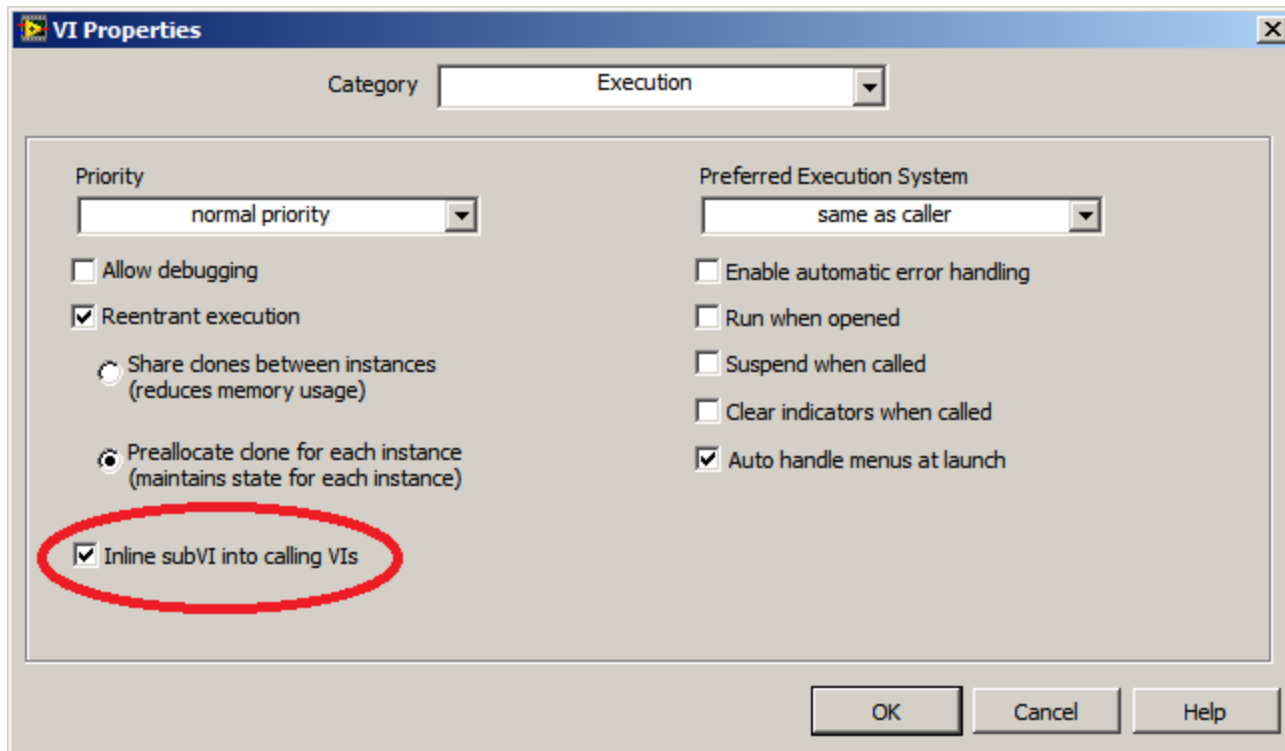 VI Properties
Category
Execution
Priority
normal priority
Allow debugging
Reentrant execution
Share clones between instances
(reduces memory usage)
Preallocate clone for each instance
(maintains state for each instance)
Inline subVI into calling VIs
Preferred Execution System
same as caller
Enable automatic error handling
Run when opened
Suspend when called
Clear indicators when called
Auto handle menus at launch
OK
Cancel
Help